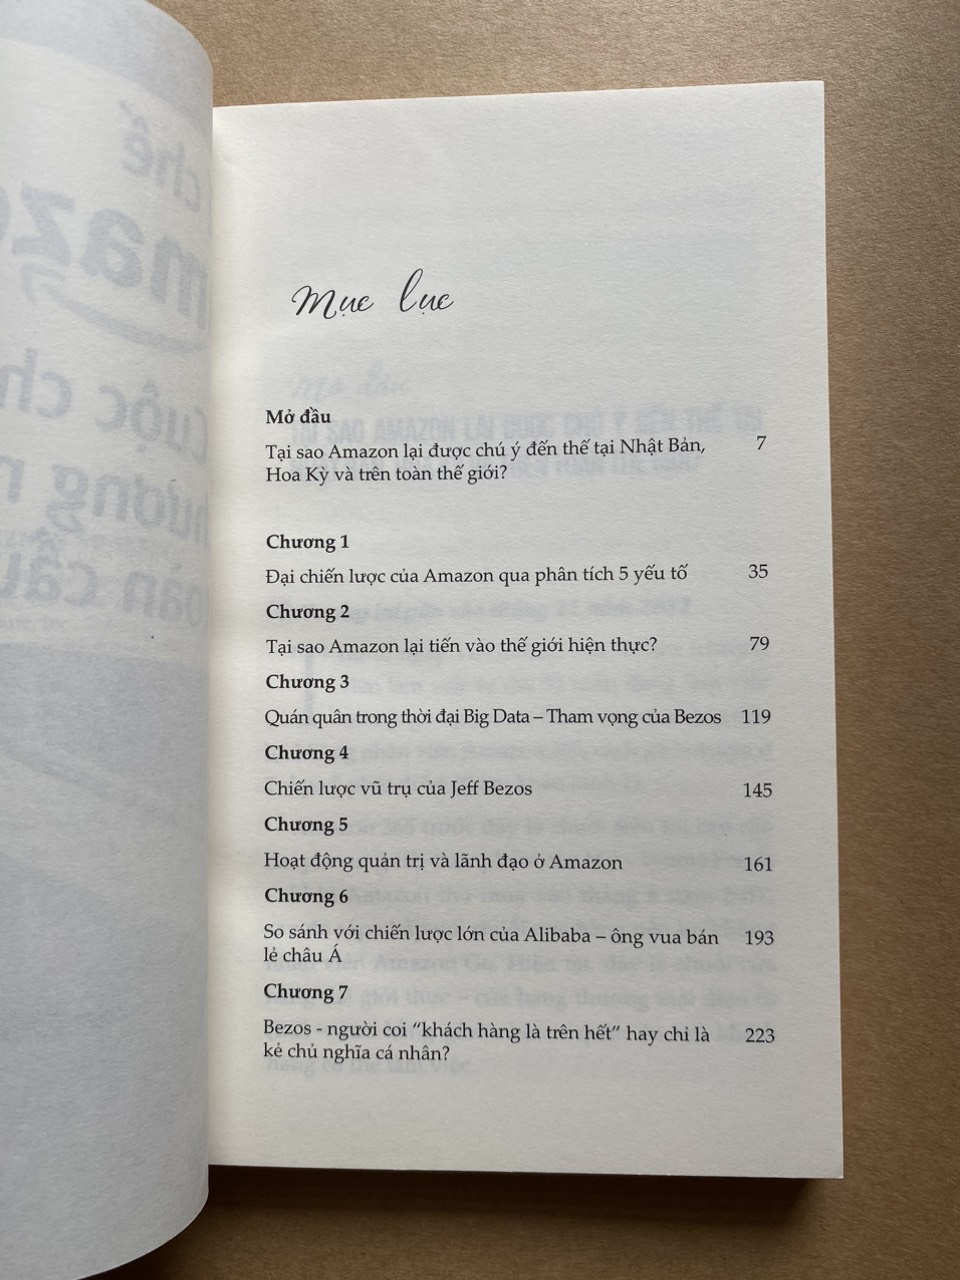 Mục lục
Mở đầu
Tại sao Amazon lại được chú ý đến thế tại Nhật Bản, 7
Hoa Kỳ và trên toàn thế giới?
Chương 1
Đại chiến lược của Amazon qua phân tích 5 yếu tố 35
Chương 2
Tại sao Amazon lại tiến vào thế giới hiện thực? 79
Chương 3
Quán quân trong thời đại Big Data – Tham vọng của Bezos 119
Chương 4
Chiến lược vũ trụ của Jeff Bezos 145
Chương 5
Hoạt động quản trị và lãnh đạo ở Amazon 161
Chương 6
So sánh với chiến lược lớn của Alibaba – ông vua bán 193
lẻ châu Á
Chương 7
Bezos - người coi “khách hàng là trên hết” hay chỉ là 223
kẻ chủ nghĩa cá nhân?